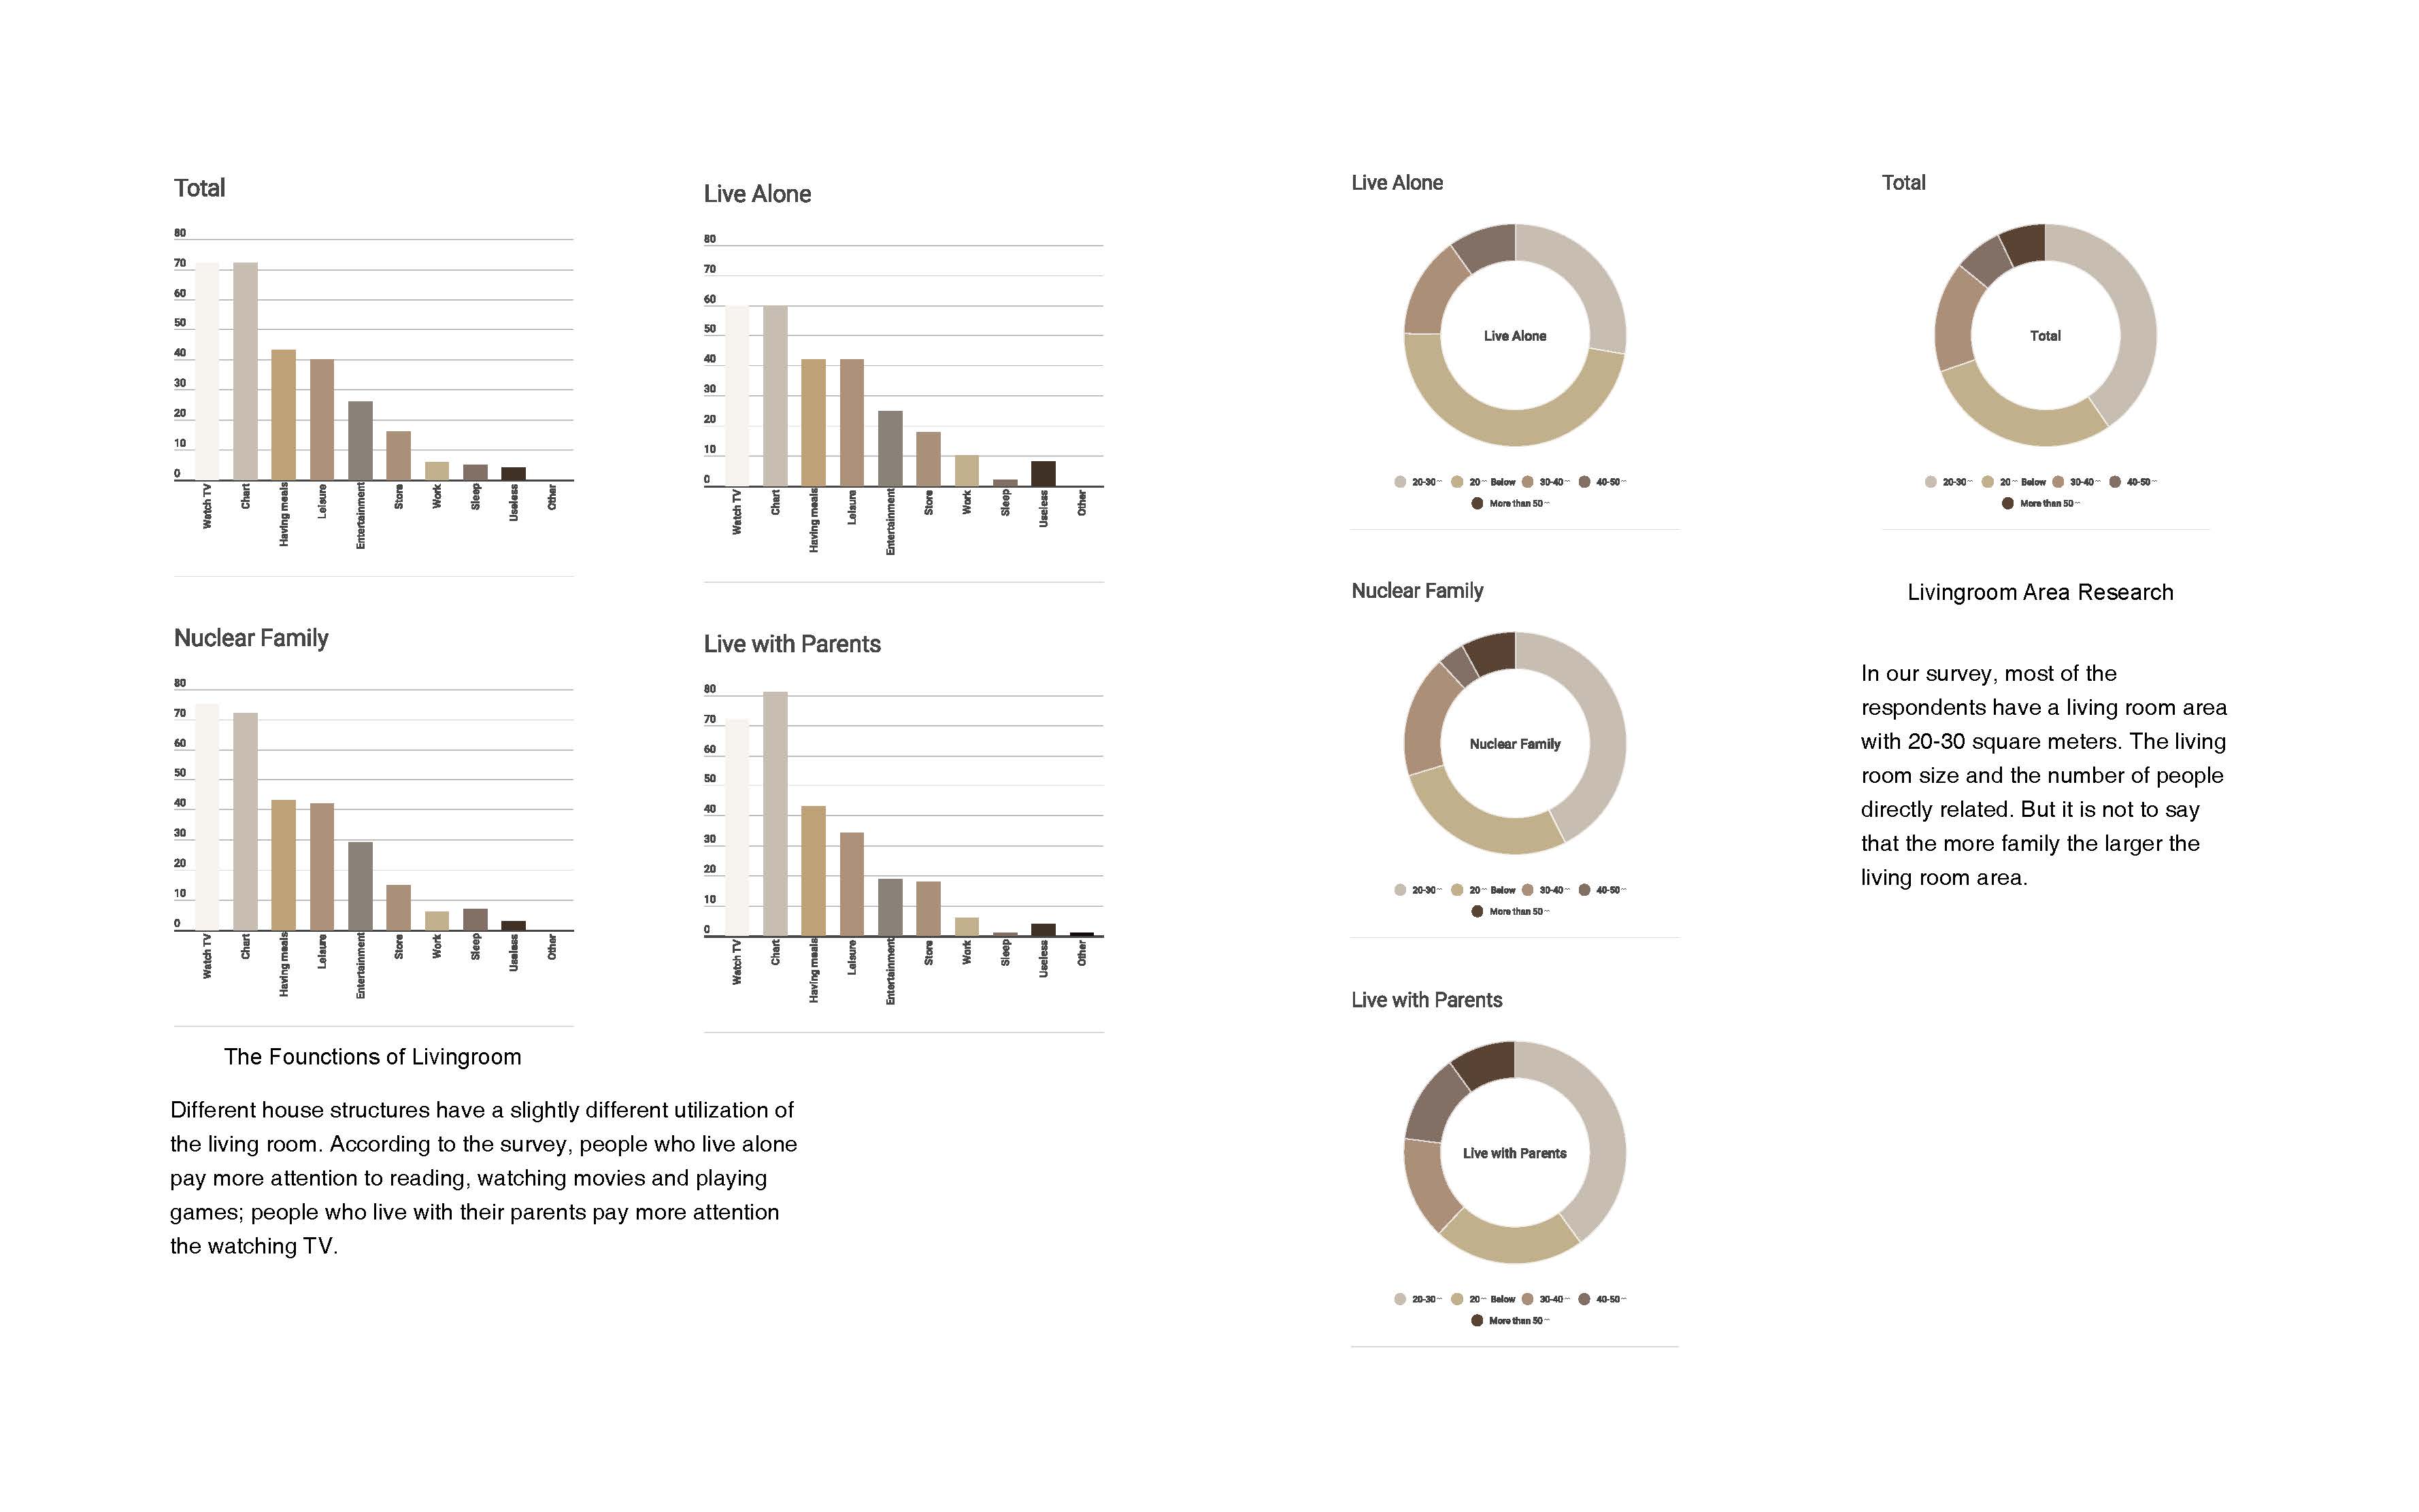 Total
80
70
60
50
40
30
20
10
0
Watch TV
Chart
Having meals
Leisure
Entertainment
Store
Work
Sleep
Useless
Other
Live Alone
80
70
60
50
40
30
20
10
0
Watch TV
Chart
Having meals
Leisure
Entertainment
Store
Work
Sleep
Useless
Other
Nuclear Family
80
70
60
50
40
30
20
10
0
Watch TV
Chart
Having meals
Leisure
Entertainment
Store
Work
Sleep
Useless
Other
Live with Parents
80
70
60
50
40
30
20
10
0
Watch TV
Chart
Having meals
Leisure
Entertainment
Store
Work
Sleep
Useless
Other
The Founctions of Livingroom
Different house structures have a slightly different utilization of
the living room. According to the survey, people who live alone
pay more attention to reading, watching movies and playing
games; people who live with their parents pay more attention
the watching TV.
Live Alone
Live Alone
20-30 20 Below 30-40 40-50
More than 50
Total
Total
20-30 20 Below 30-40 40-50
More than 50
Nuclear Family
Nuclear Family
20-30 20 Below 30-40 40-50
More than 50
Live with Parents
Live with Parents
20-30 20 Below 30-40 40-50
More than 50
Livingroom Area Research
In our survey, most of the
respondents have a living room area
with 20-30 square meters. The living
room size and the number of people
directly related. But it is not to say
that the more family the larger the
living room area.